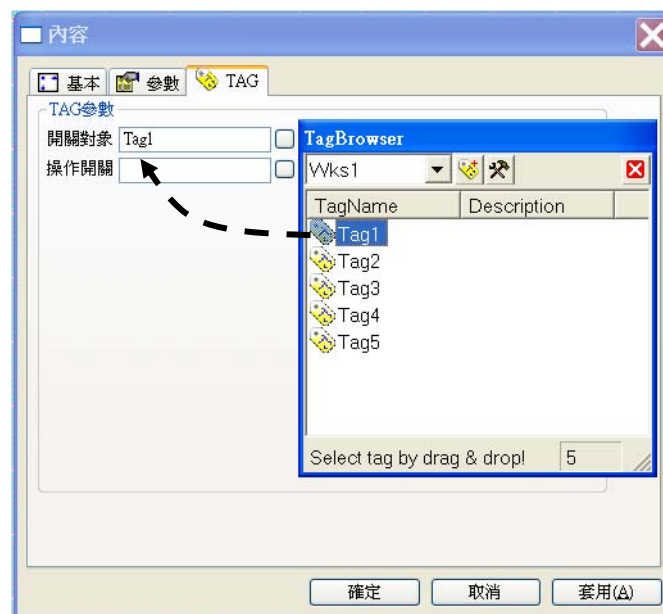 內容
基本 參數 TAG
TAG參數
開關對象 Tag1
操作開關
TagBrowser
Wks1
TagName Description
Tag1
Tag2
Tag3
Tag4
Tag5
Select tag by drag & drop! 5
確定 取消 套用(A)